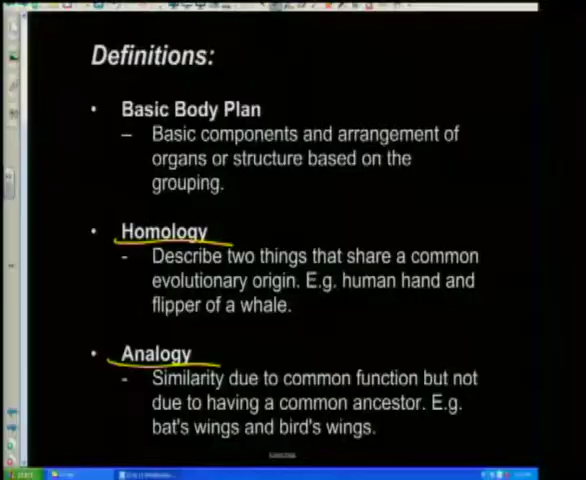 Definitions:
• Basic Body Plan
– Basic components and arrangement of
organs or structure based on the
grouping.
• Homology
- Describe two things that share a common
evolutionary origin. E.g. human hand and
flipper of a whale.
• Analogy
- Similarity due to common function but not
due to having a common ancestor. E.g.
bat's wings and bird's wings.